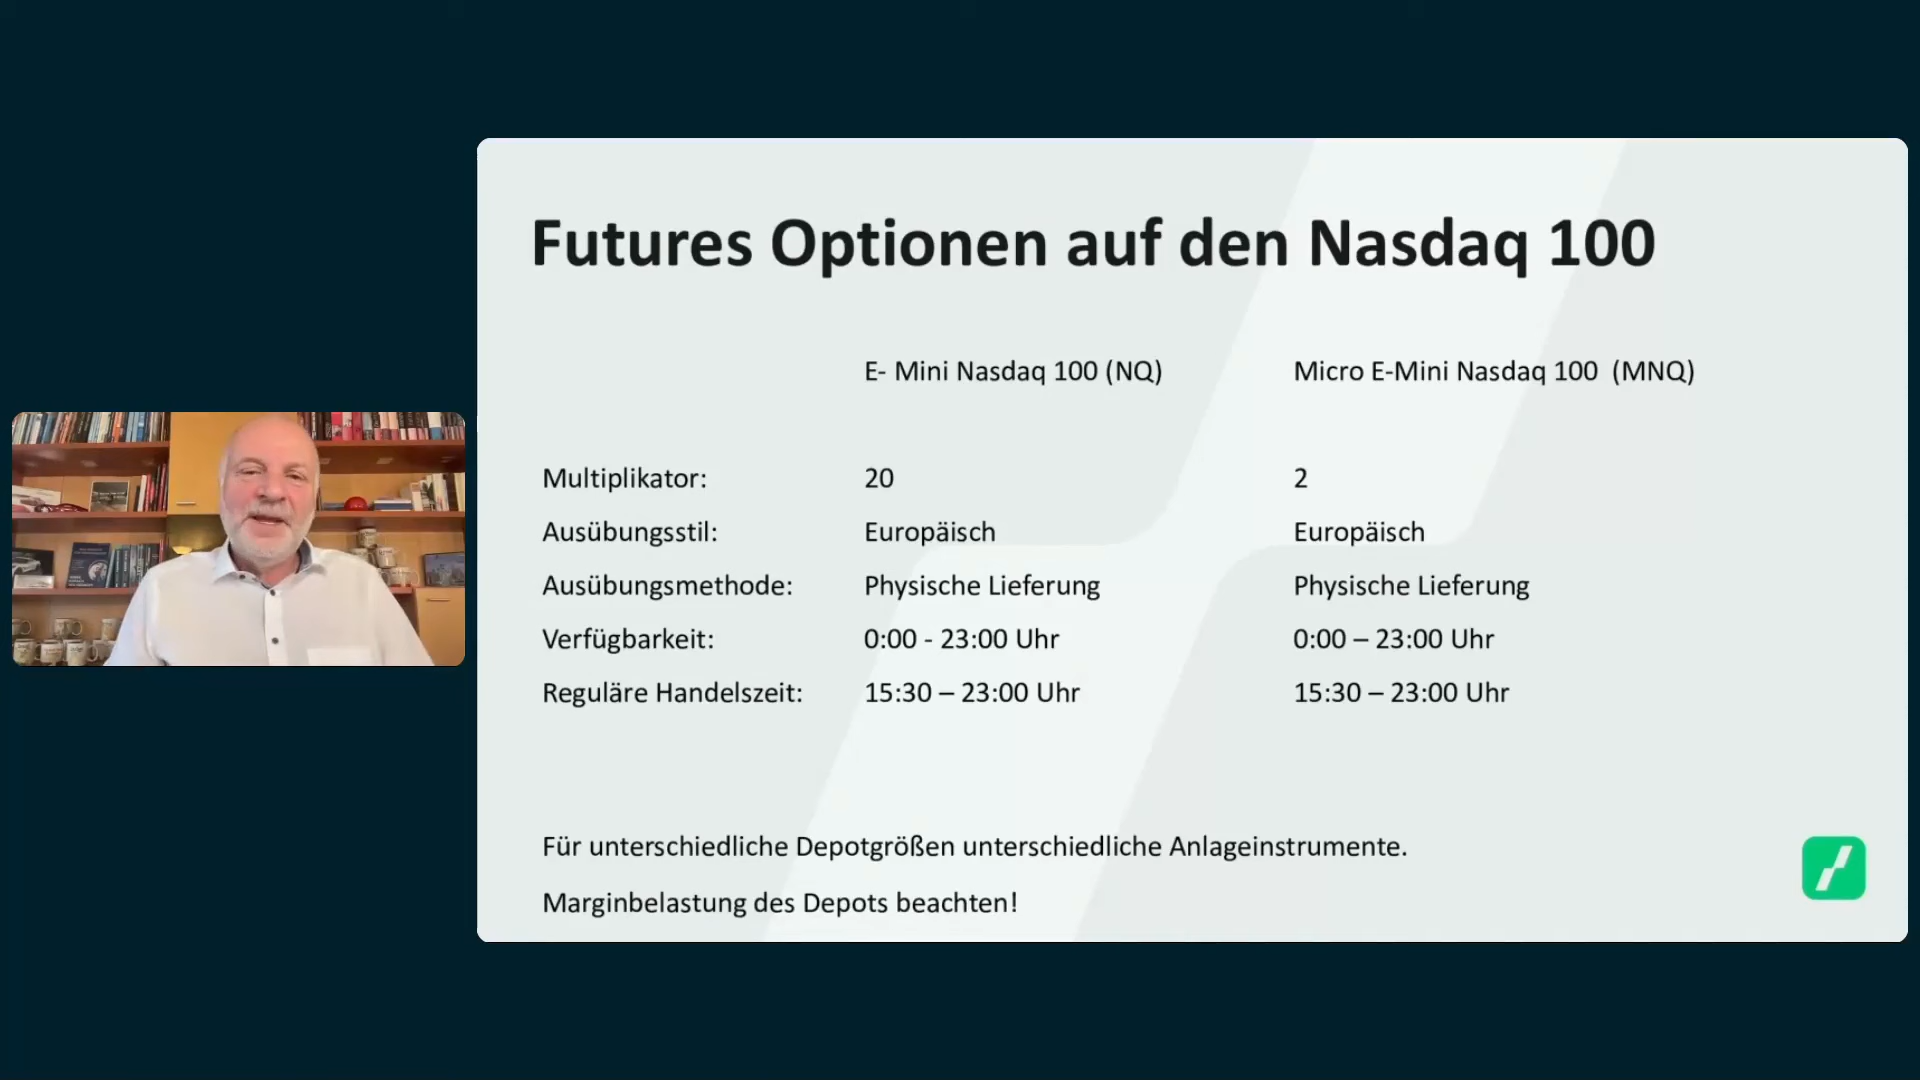 Futures Optionen auf den Nasdaq 100
E- Mini Nasdaq 100 (NQ) Micro E-Mini Nasdaq 100 (MNQ)
Multiplikator: 20 2
Ausübungsstil: Europäisch Europäisch
Ausübungsmethode: Physische Lieferung Physische Lieferung
Verfügbarkeit: 0:00 - 23:00 Uhr 0:00 – 23:00 Uhr
Reguläre Handelszeit: 15:30 – 23:00 Uhr 15:30 – 23:00 Uhr
Für unterschiedliche Depotgrößen unterschiedliche Anlageinstrumente.
Marginbelastung des Depots beachten!